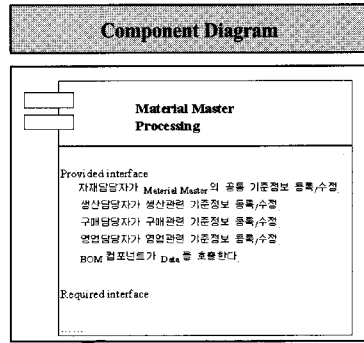 Component Diagram
Material Master
Processing
Provided interface
자재담당자가 Material Master의 공통 기준정보 등록/수정
생산담당자가 생산관련 기준정보 등록/수정
구매담당자가 구매관련 기준정보 등록/수정
영업담당자가 영업관련 기준정보 등록/수정
BOM 컴포넌트가 Data를 호출한다.
Required interface
......